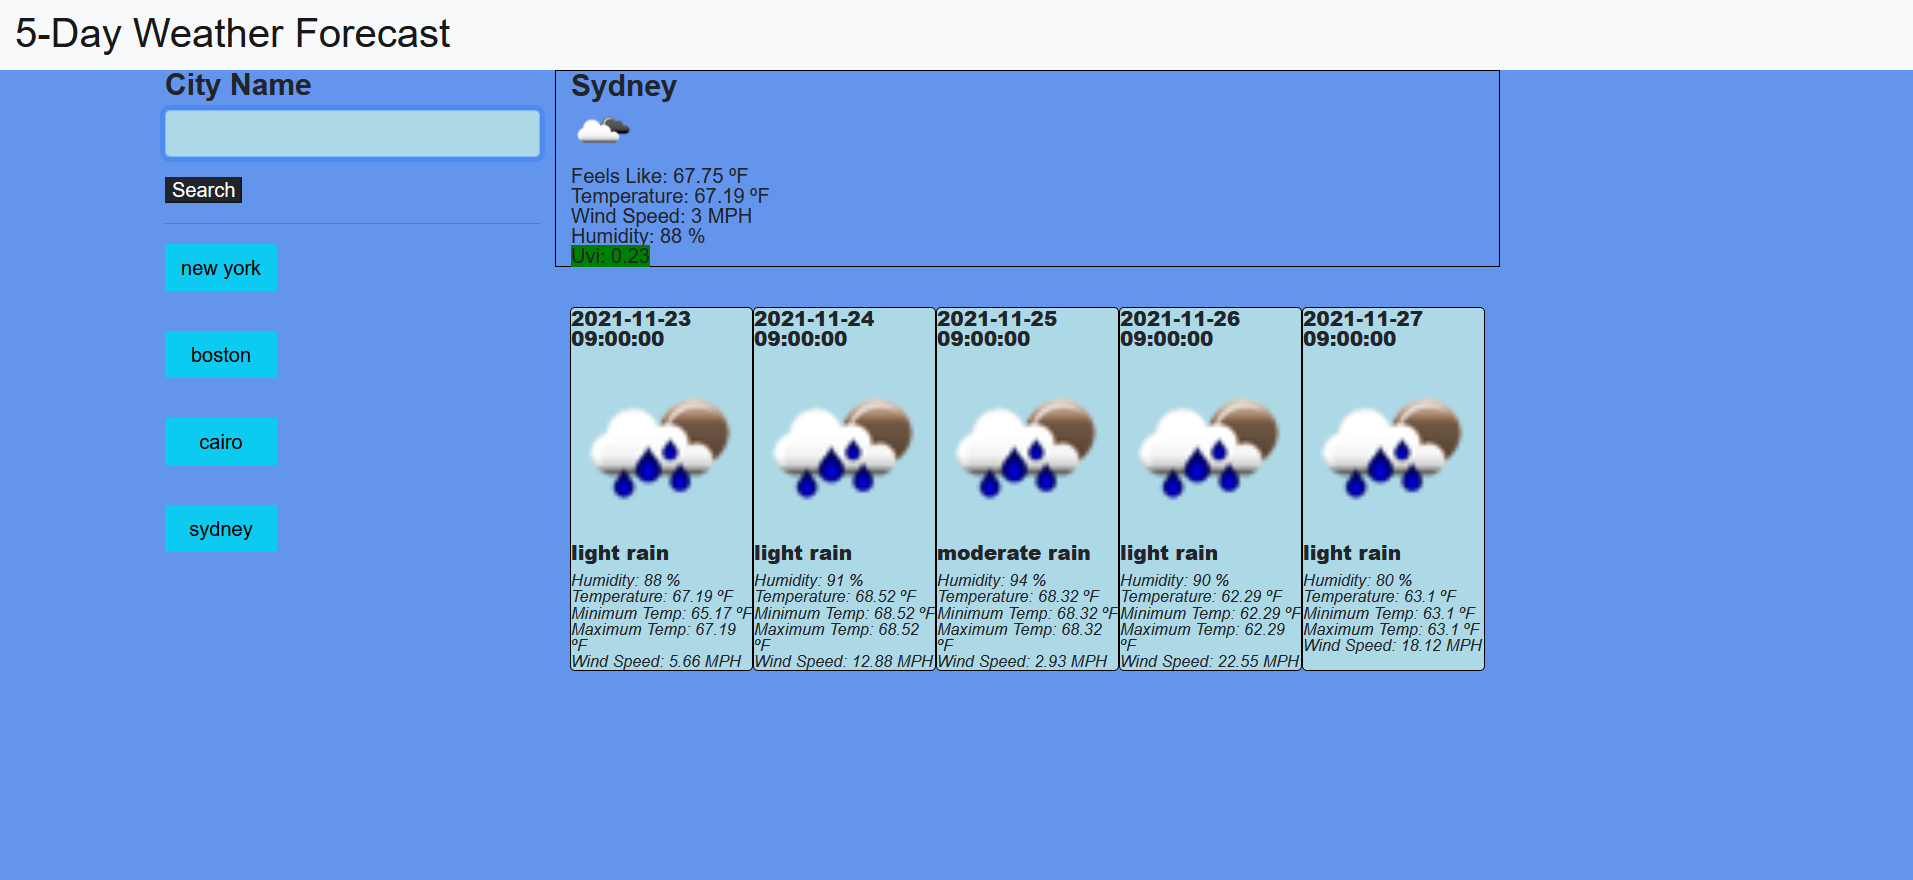 5-Day Weather Forecast
City Name
Search
new york
boston
cairo
sydney
Sydney
Feels Like: 67.75 ºF
Temperature: 67.19 ºF
Wind Speed: 3 MPH
Humidity: 88 %
Uvi: 0.23
2021-11-23
09:00:00
light rain
Humidity: 88 %
Temperature: 67.19 ºF
Minimum Temp: 65.17 ºF
Maximum Temp: 67.19
ºF
Wind Speed: 5.66 MPH
2021-11-24
09:00:00
light rain
Humidity: 91 %
Temperature: 68.52 ºF
Minimum Temp: 68.52 ºF
Maximum Temp: 68.52
ºF
Wind Speed: 12.88 MPH
2021-11-25
09:00:00
moderate rain
Humidity: 94 %
Temperature: 68.32 ºF
Minimum Temp: 68.32 ºF
Maximum Temp: 68.32
ºF
Wind Speed: 2.93 MPH
2021-11-26
09:00:00
light rain
Humidity: 90 %
Temperature: 62.29 ºF
Minimum Temp: 62.29 ºF
Maximum Temp: 62.29
ºF
Wind Speed: 22.55 MPH
2021-11-27
09:00:00
light rain
Humidity: 80 %
Temperature: 63.1 ºF
Minimum Temp: 63.1 ºF
Maximum Temp: 63.1 ºF
Wind Speed: 18.12 MPH